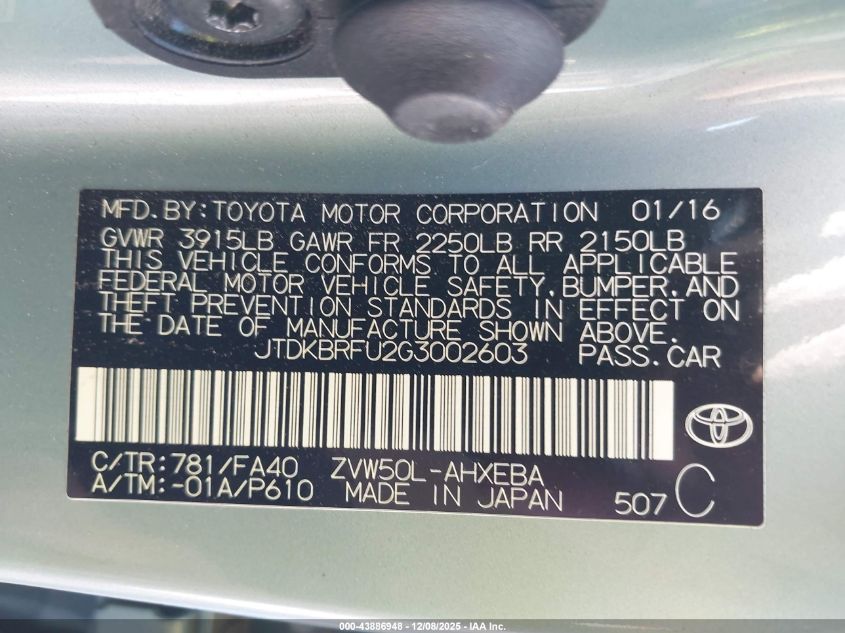 MFD.BY:TOYOTA MOTOR CORPORATION 01/16
GVWR 3915LB GAWR FR 2250LB RR 2150LB
THIS VEHICLE CONFORMS TO ALL APPLICABLE
FEDERAL MOTOR VEHICLE SAFETY,BUMPER,AND
THEFT PREVENTION STANDARDS IN EFFECT ON
THE DATE OF MANUFACTURE SHOWN ABOVE.
JTDKBRFU2G3002603 PASS.CAR
C/TR:781/FA40 ZVW50L-AHXEBA
A/TM:-01A/P610 MADE IN JAPAN 507 C
000-43886948 - 12/08/2025 - IAA Inc.